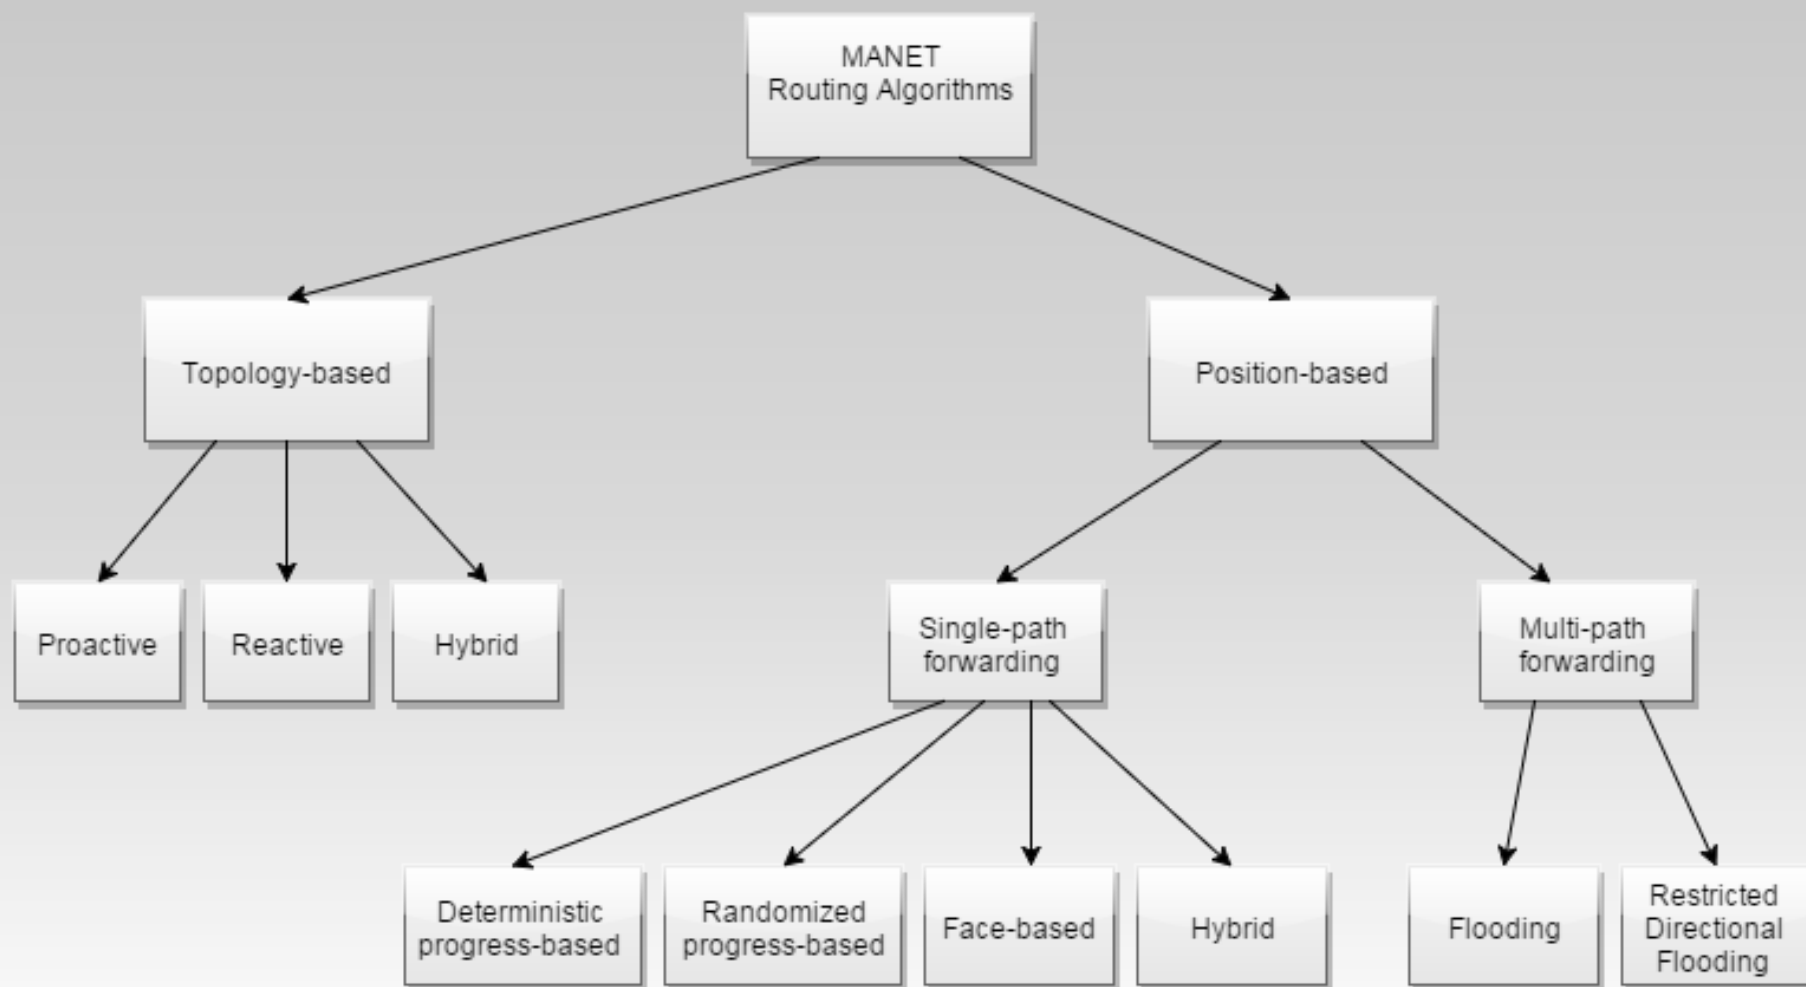 MANET
Routing Algorithms
Topology-based
Position-based
Proactive
Reactive
Hybrid
Single-path
forwarding
Multi-path
forwarding
Deterministic
progress-based
Randomized
progress-based
Face-based
Hybrid
Flooding
Restricted
Directional
Flooding